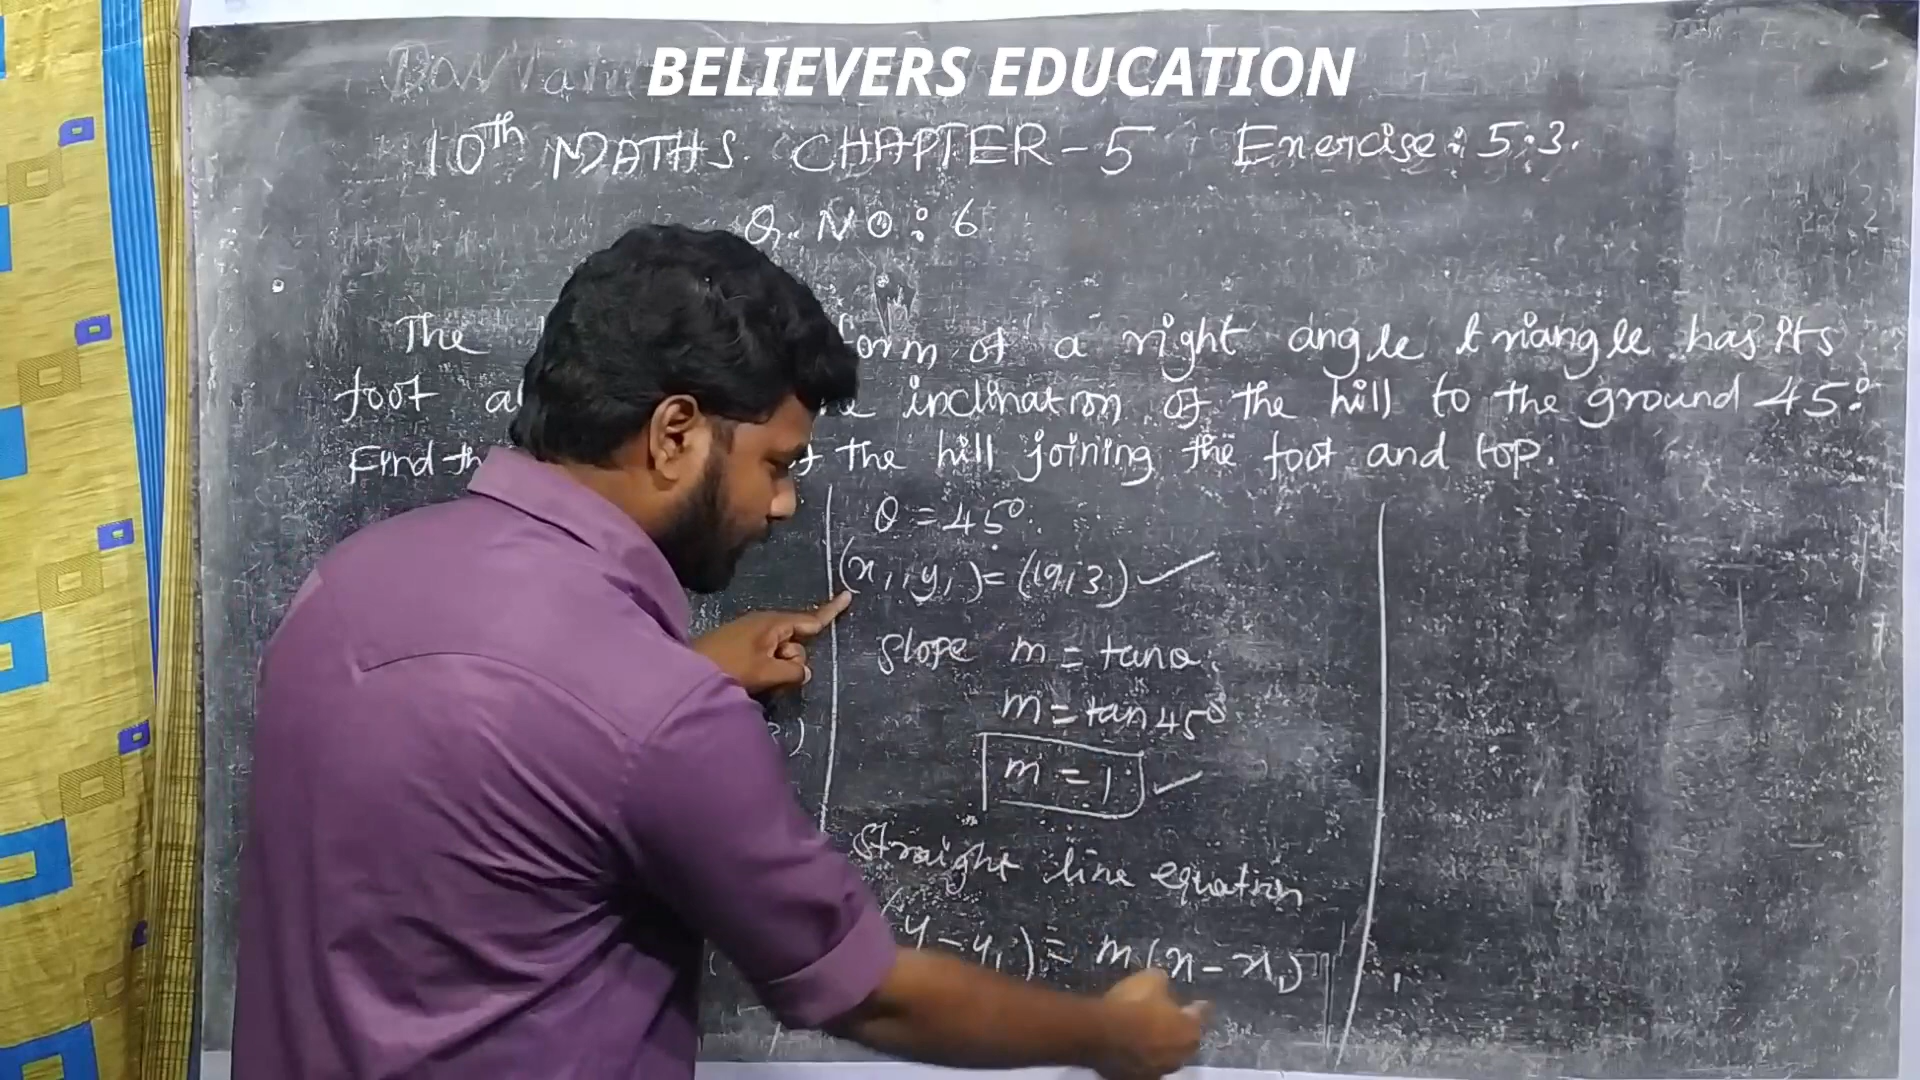 BELIEVERS EDUCATION
10th MATHS. CHAPTER-5 Exercise: 5.3.
Q. NO: 6
The form of a right angle triangle has its
foot inclination of the hill to the ground 45°.
Find the hill joining the foot and top.
θ = 45°.
(x₁, y₁) = (19, 3)
Slope m = tanθ.
m = tan 45°
m = 1
Straight line equation
(y - y₁) = m(x - x₁)